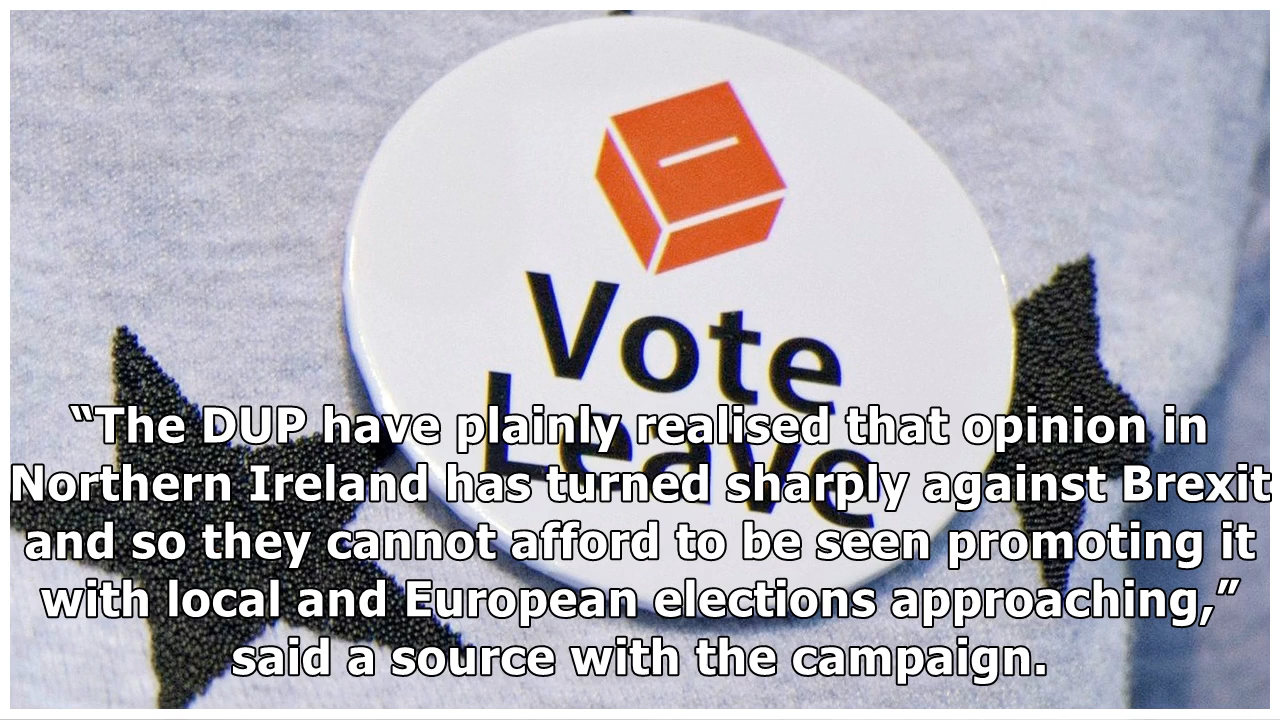 Vote
Leave
“The DUP have plainly realised that opinion in
Northern Ireland has turned sharply against Brexit
and so they cannot afford to be seen promoting it
with local and European elections approaching,”
said a source with the campaign.